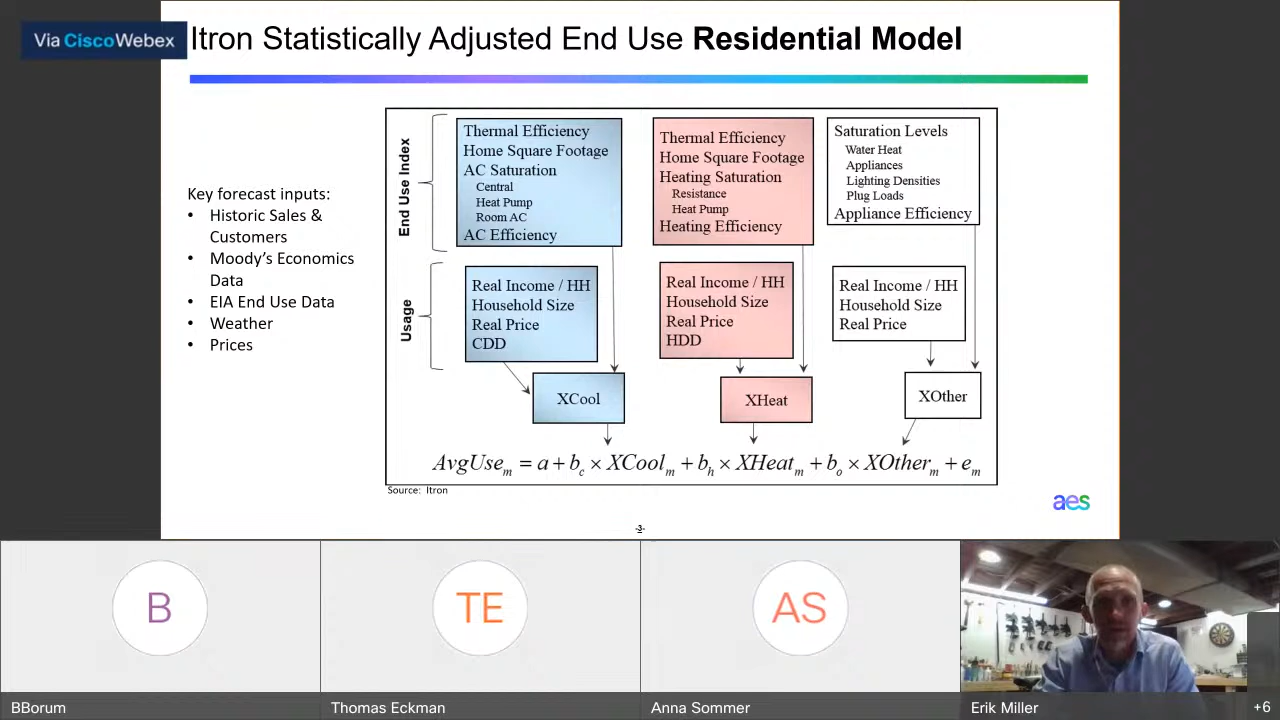 Via CiscoWebex
Itron Statistically Adjusted End Use Residential Model
Key forecast inputs:
• Historic Sales &
Customers
• Moody's Economics
Data
• EIA End Use Data
• Weather
• Prices
End Use Index
Thermal Efficiency
Home Square Footage
AC Saturation
Central
Heat Pump
Room AC
AC Efficiency
Thermal Efficiency
Home Square Footage
Heating Saturation
Resistance
Heat Pump
Heating Efficiency
Saturation Levels
Water Heat
Appliances
Lighting Densities
Plug Loads
Appliance Efficiency
Usage
Real Income / HH
Household Size
Real Price
CDD
Real Income / HH
Household Size
Real Price
HDD
Real Income / HH
Household Size
Real Price
XCool
XHeat
XOther
AvgUse_m = a + b_c × XCool_m + b_h × XHeat_m + b_o × XOther_m + e_m
Source: Itron
aes
-3-
B
TE
AS
BBorum
Thomas Eckman
Anna Sommer
Erik Miller
+6